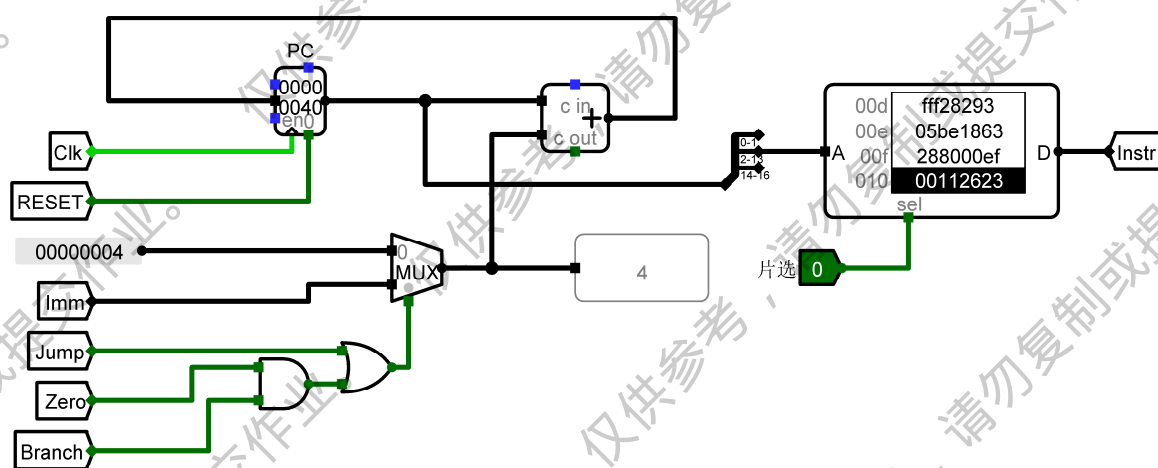 PC
0000
0040
en0
Clk
RESET
00000004
Imm
Jump
Zero
Branch
0
MUX
c in
+
c out
4
0-1
2-13
14-16
A
00d fff28293
00e 05be1863
00f 288000ef
010 00112623
D
sel
Instr
片选 0
仅供参考，请勿复制或提交作业。